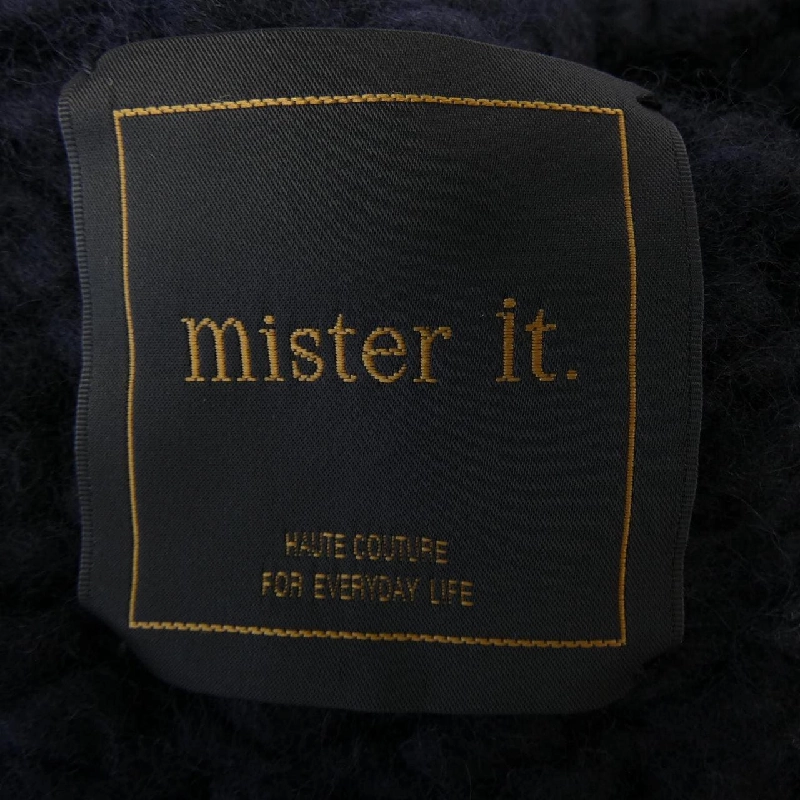 mister it.
HAUTE COUTURE
FOR EVERYDAY LIFE